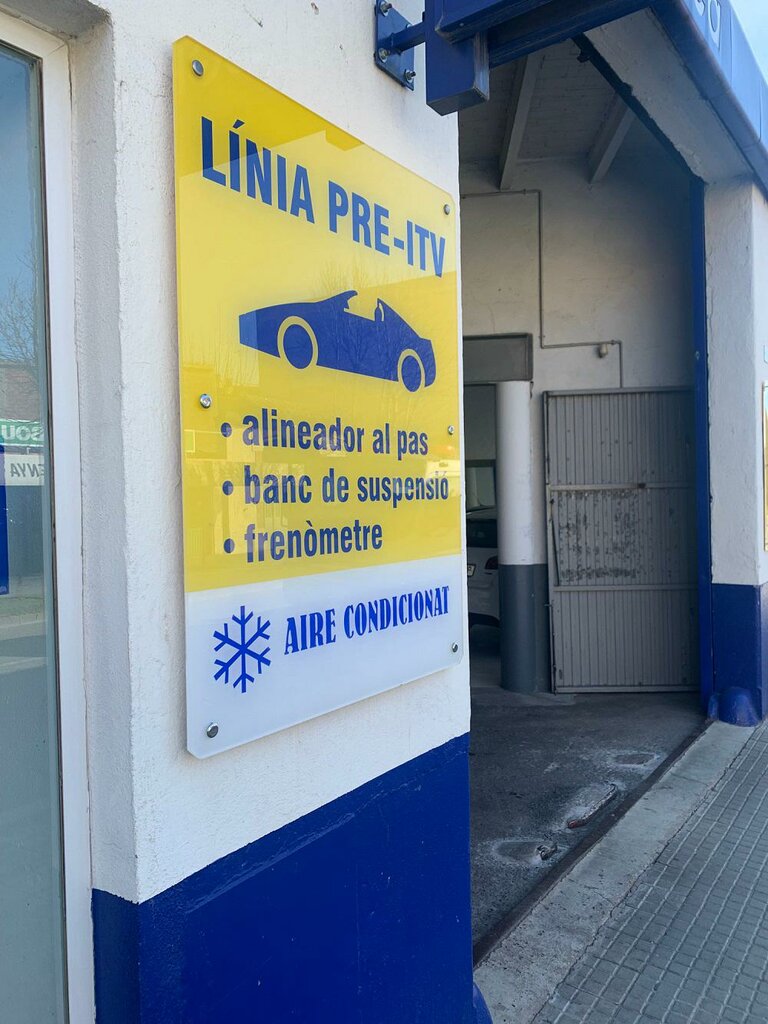 LÍNIA PRE-ITV
• alineador al pas
• banc de suspensió
• frenòmetre
AIRE CONDICIONAT